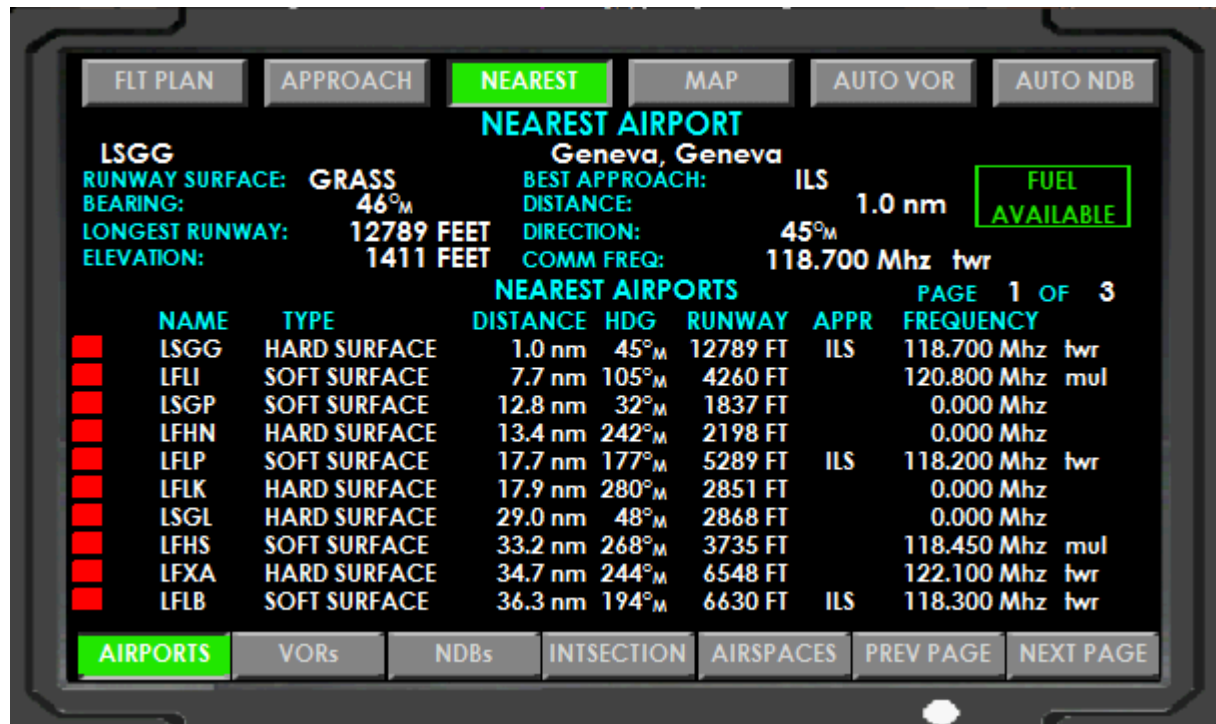 FLT PLAN APPROACH NEAREST MAP AUTO VOR AUTO NDB
NEAREST AIRPORT
LSGG Geneva, Geneva
RUNWAY SURFACE: GRASS BEST APPROACH: ILS FUEL
BEARING: 46°M DISTANCE: 1.0 nm AVAILABLE
LONGEST RUNWAY: 12789 FEET DIRECTION: 45°M
ELEVATION: 1411 FEET COMM FREQ: 118.700 Mhz twr
NEAREST AIRPORTS PAGE 1 OF 3
NAME TYPE DISTANCE HDG RUNWAY APPR FREQUENCY
LSGG HARD SURFACE 1.0 nm 45°M 12789 FT ILS 118.700 Mhz twr
LFLI SOFT SURFACE 7.7 nm 105°M 4260 FT 120.800 Mhz mul
LSGP SOFT SURFACE 12.8 nm 32°M 1837 FT 0.000 Mhz
LFHN HARD SURFACE 13.4 nm 242°M 2198 FT 0.000 Mhz
LFLP SOFT SURFACE 17.7 nm 177°M 5289 FT ILS 118.200 Mhz twr
LFLK HARD SURFACE 17.9 nm 280°M 2851 FT 0.000 Mhz
LSGL HARD SURFACE 29.0 nm 48°M 2868 FT 0.000 Mhz
LFHS SOFT SURFACE 33.2 nm 268°M 3735 FT 118.450 Mhz mul
LFXA HARD SURFACE 34.7 nm 244°M 6548 FT 122.100 Mhz twr
LFLB SOFT SURFACE 36.3 nm 194°M 6630 FT ILS 118.300 Mhz twr
AIRPORTS VORs NDBs INTSECTION AIRSPACES PREV PAGE NEXT PAGE